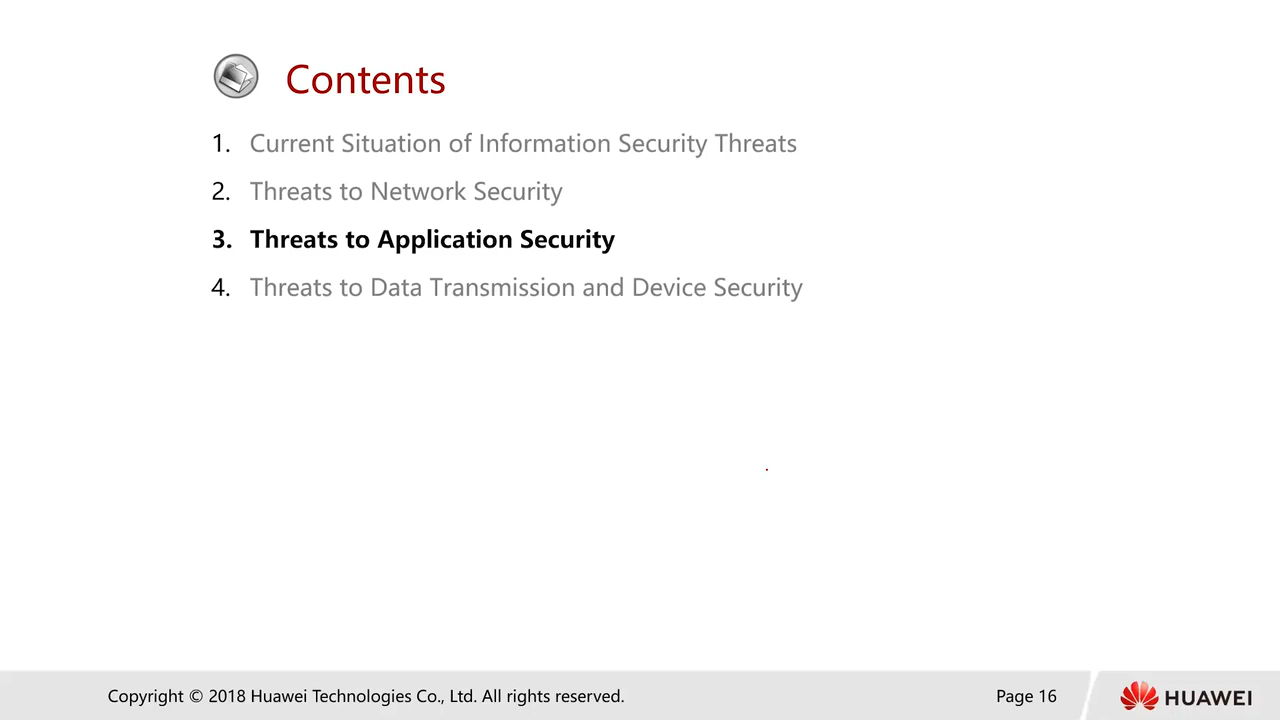 Contents
1. Current Situation of Information Security Threats
2. Threats to Network Security
3. Threats to Application Security
4. Threats to Data Transmission and Device Security
Copyright © 2018 Huawei Technologies Co., Ltd. All rights reserved.
Page 16
HUAWEI